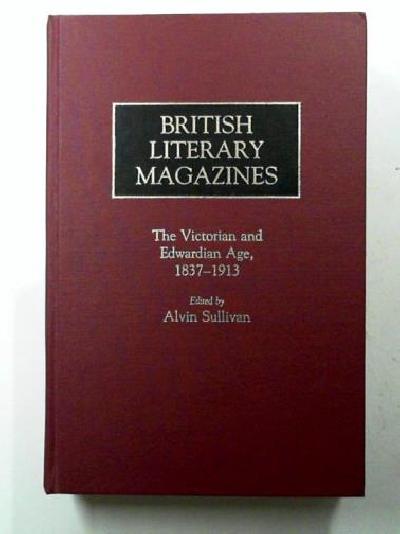 BRITISH
LITERARY
MAGAZINES
The Victorian and
Edwardian Age,
1837–1913
Edited by
Alvin Sullivan